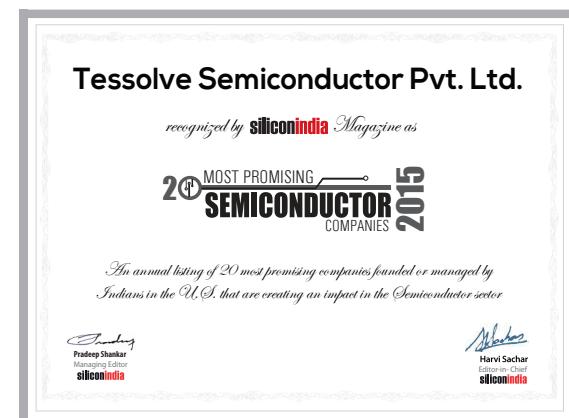 Tessolve Semiconductor Pvt. Ltd.
recognized by siliconindia Magazine as
20 MOST PROMISING
SEMICONDUCTOR
COMPANIES
2015
An annual listing of 20 most promising companies founded or managed by
Indians in the U.S. that are creating an impact in the Semiconductor sector
Pradeep Shankar
Managing Editor
siliconindia
Harvi Sachar
Editor-in- Chief
siliconindia